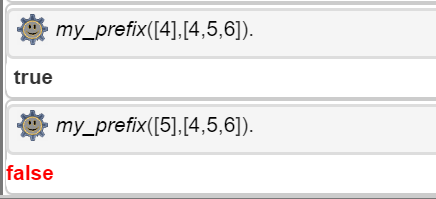 my_prefix([4],[4,5,6]).
true
my_prefix([5],[4,5,6]).
false